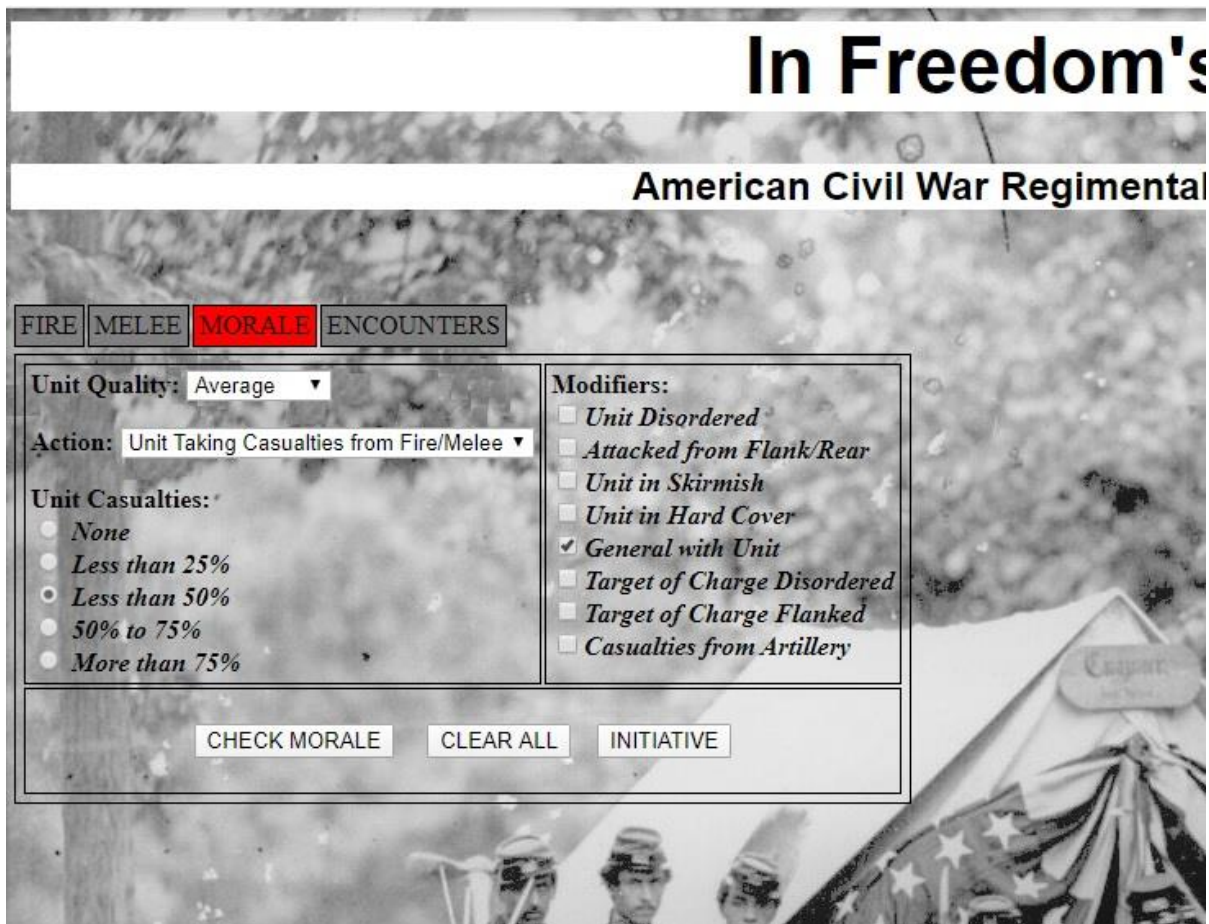 In Freedom's
American Civil War Regimental
FIRE MELEE MORALE ENCOUNTERS
Unit Quality: Average
Action: Unit Taking Casualties from Fire/Melee
Unit Casualties:
None
Less than 25%
Less than 50%
50% to 75%
More than 75%
Modifiers:
Unit Disordered
Attacked from Flank/Rear
Unit in Skirmish
Unit in Hard Cover
General with Unit
Target of Charge Disordered
Target of Charge Flanked
Casualties from Artillery
CHECK MORALE CLEAR ALL INITIATIVE